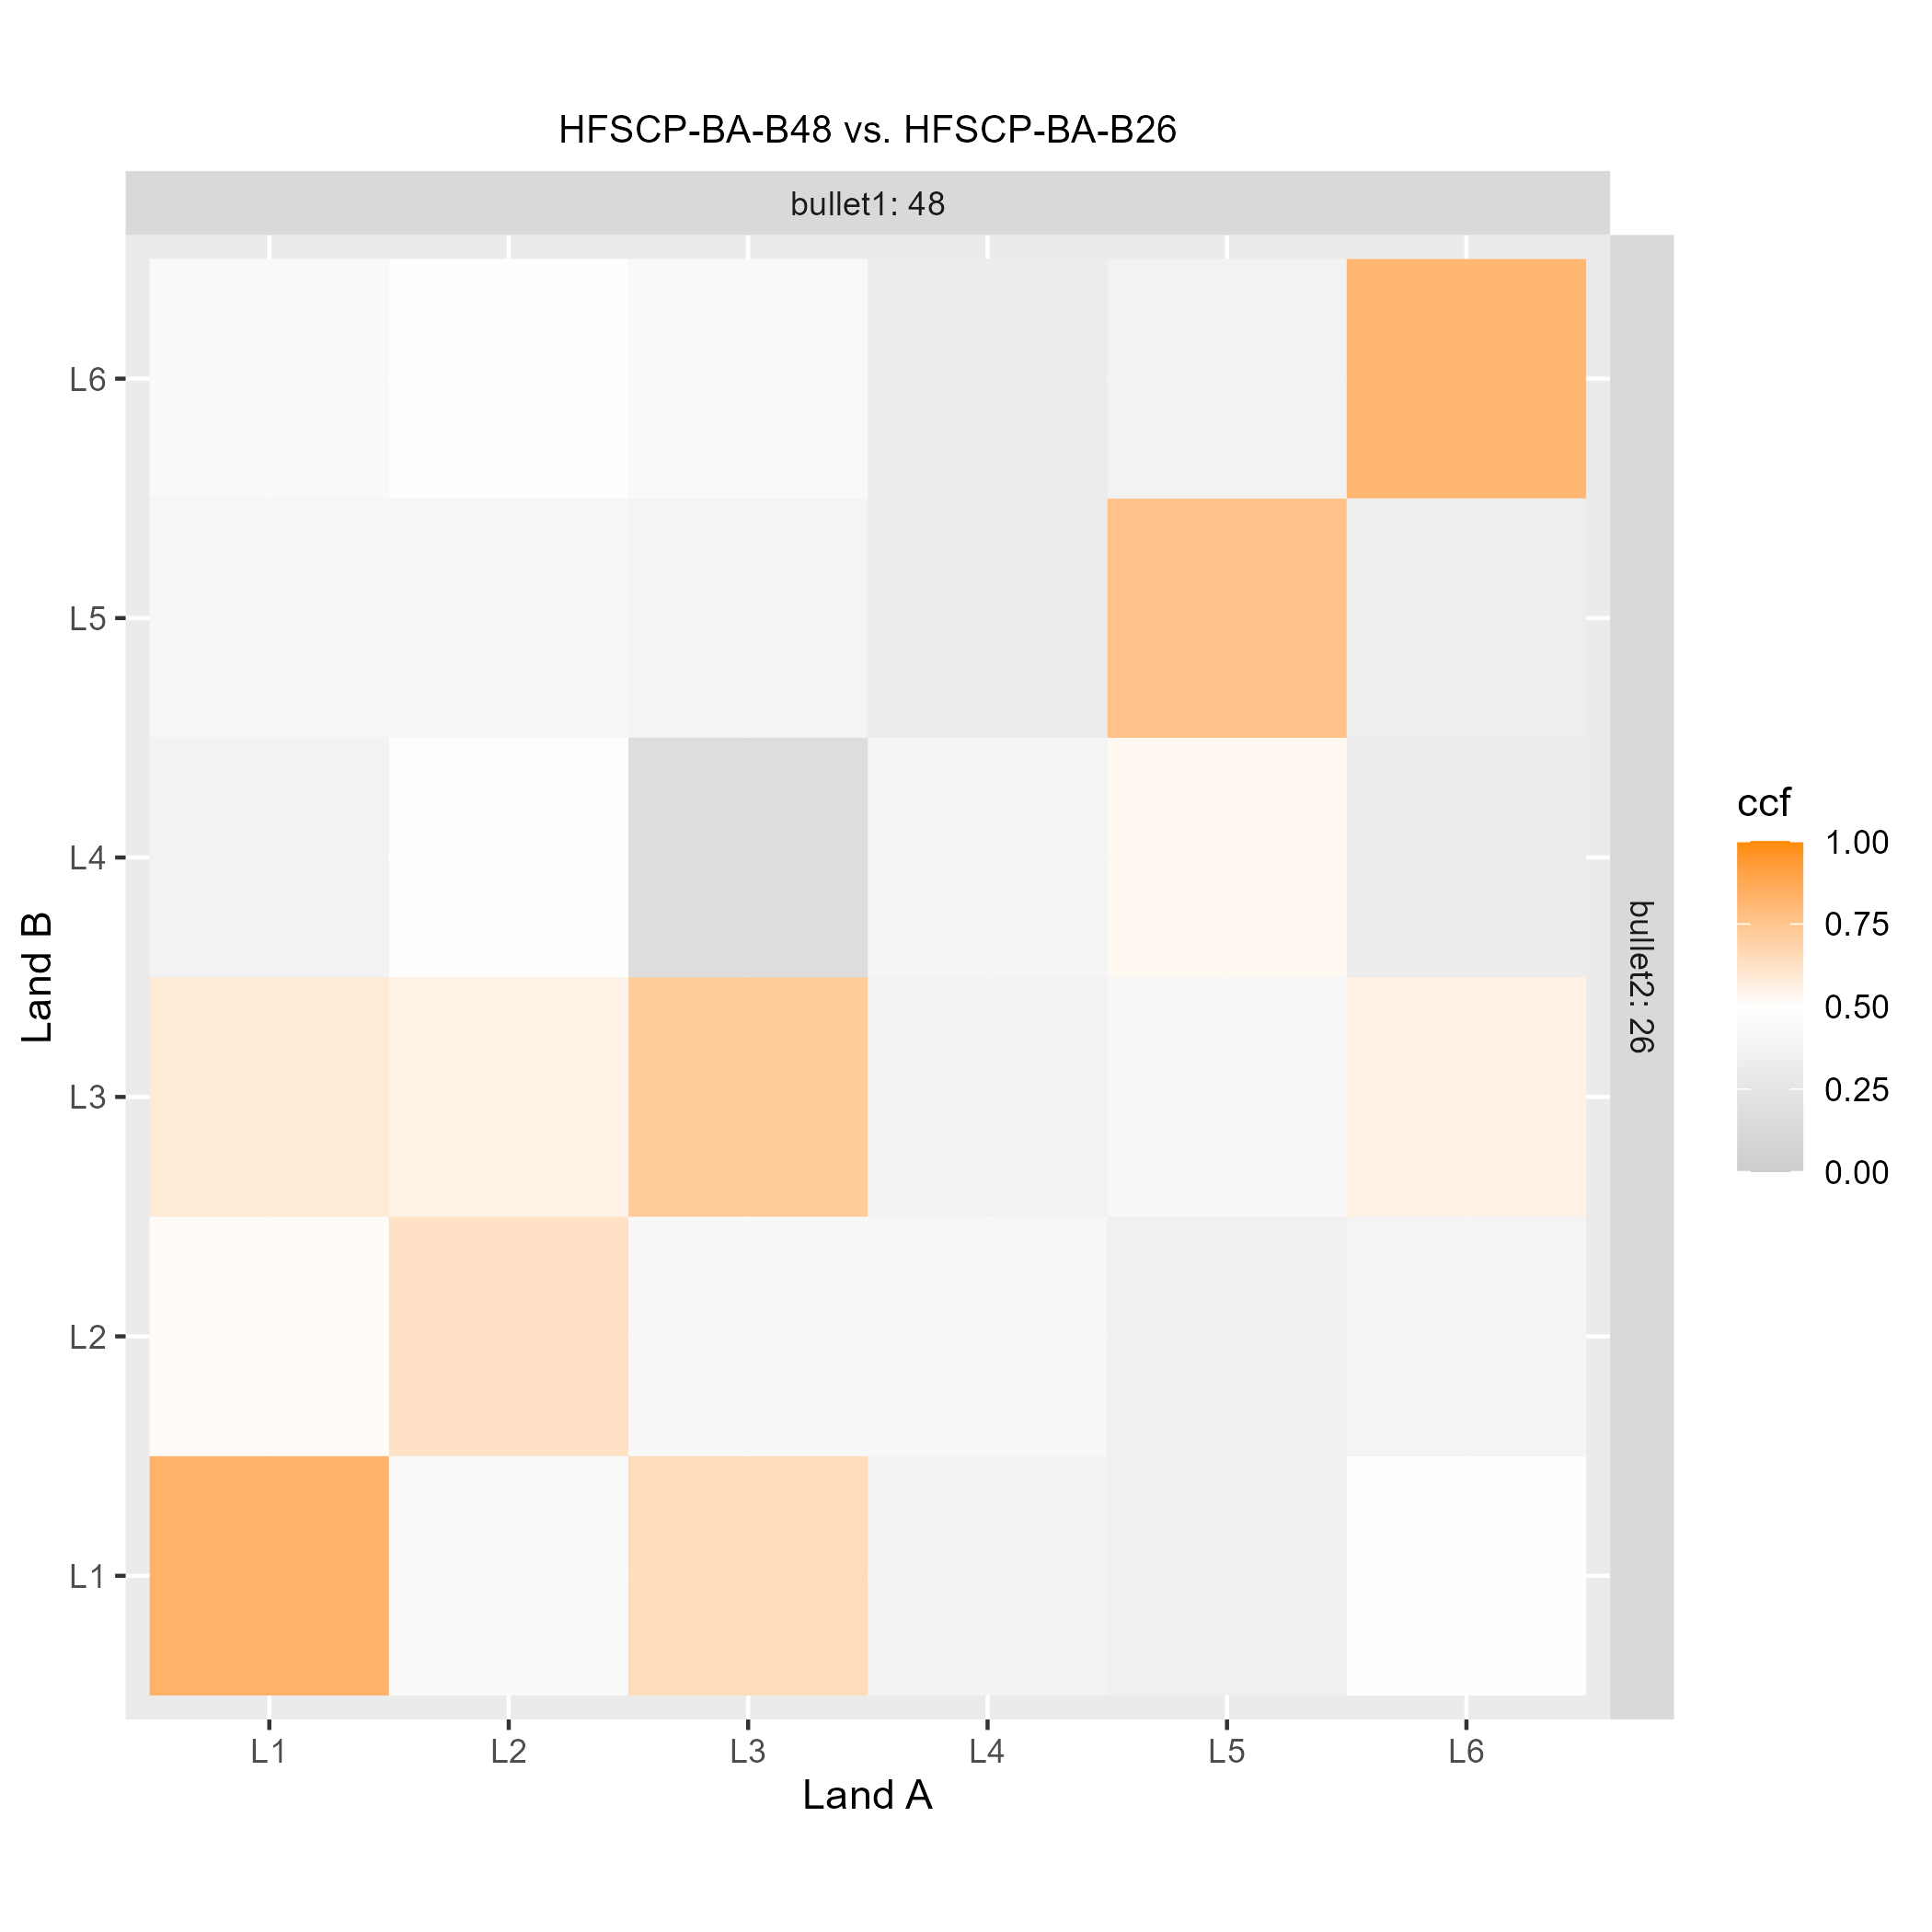 HFSCP-BA-B48 vs. HFSCP-BA-B26
bullet1: 48
L6
L5
L4
L3
L2
L1
Land B
bullet2: 26
ccf
1.00
0.75
0.50
0.25
0.00
L1 L2 L3 L4 L5 L6
Land A